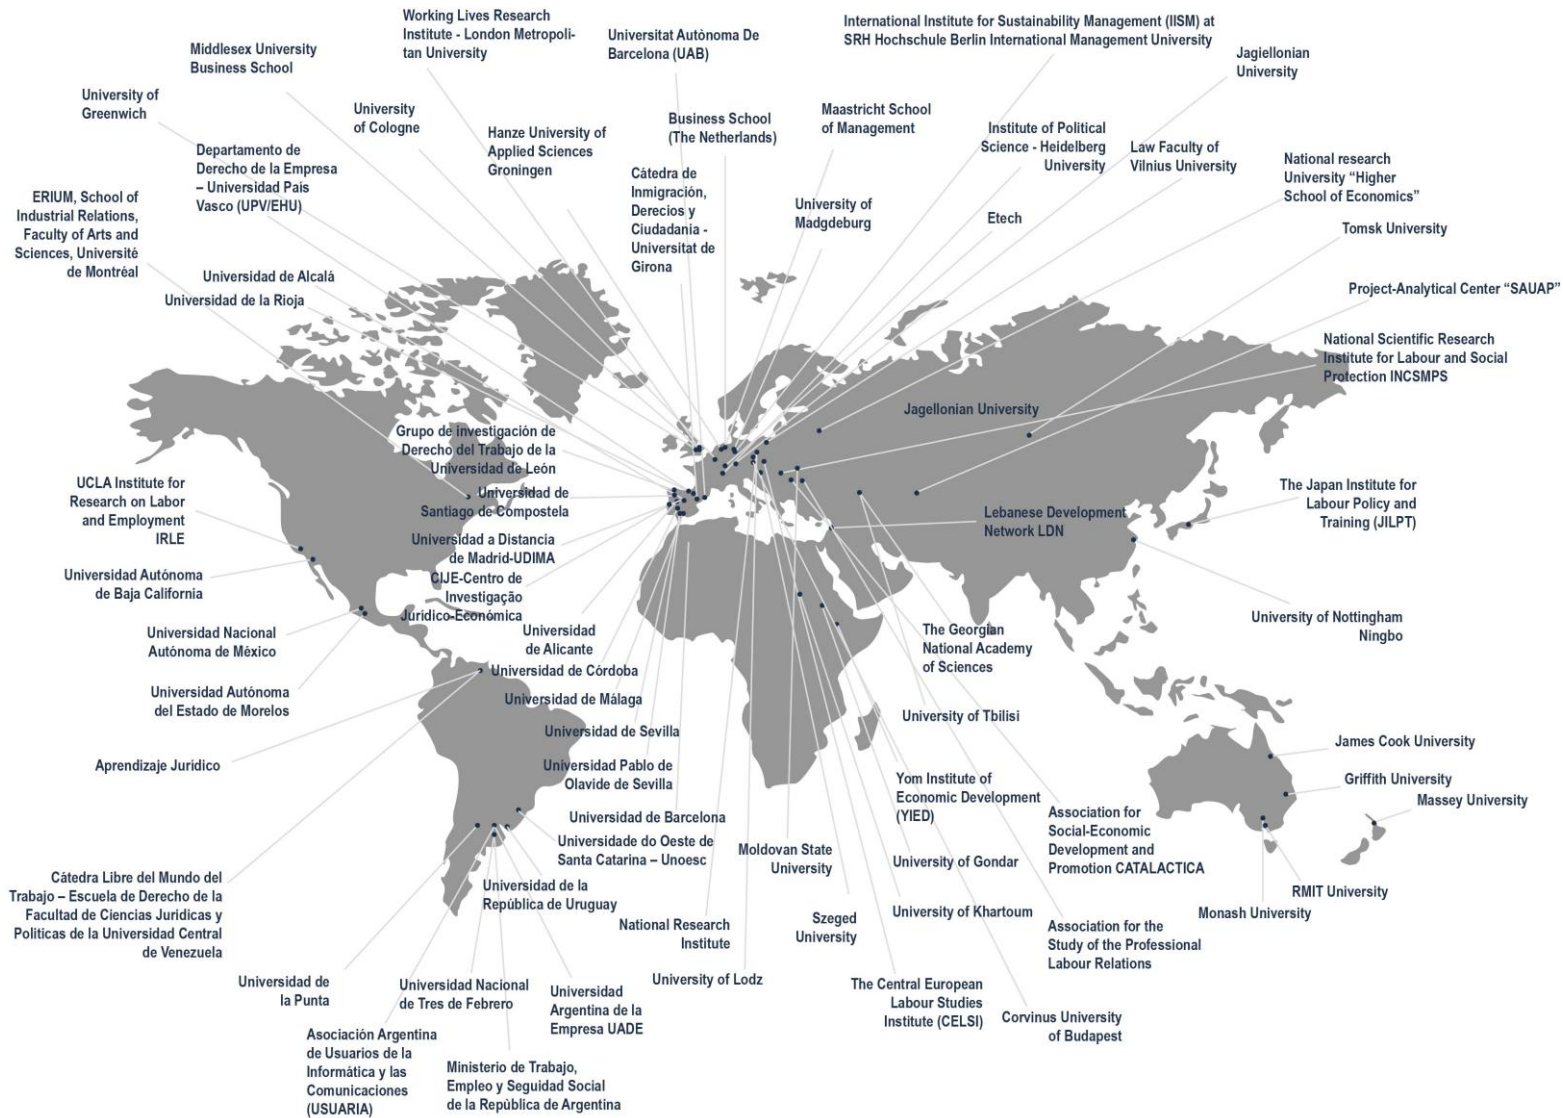 Working Lives Research
Institute - London Metropoli-
tan University
Universitat Autònoma De
Barcelona (UAB)
International Institute for Sustainability Management (IISM) at
SRH Hochschule Berlin International Management University
Middlesex University
Business School
Jagiellonian
University
University of
Greenwich
University
of Cologne
Hanze University of
Applied Sciences
Groningen
Business School
(The Netherlands)
Maastricht School
of Management
Institute of Political
Science - Heidelberg
University
Law Faculty of
Vilnius University
National research
University “Higher
School of Economics”
Departamento de
Derecho de la Empresa
– Universidad Pais
Vasco (UPV/EHU)
Cátedra de
Inmigración,
Derecios y
Ciudadania -
Universitat de
Girona
University of
Madgdeburg
Etech
Tomsk University
ERIUM, School of
Industrial Relations,
Faculty of Arts and
Sciences, Université
de Montréal
Universidad de Alcalá
Universidad de la Rioja
Project-Analytical Center “SAUAP”
National Scientific Research
Institute for Labour and Social
Protection INCSMPS
Jagellonian University
Grupo de investigación de
Derecho del Trabajo de la
Universidad de León
UCLA Institute for
Research on Labor
and Employment
IRLE
Universidad de
Santiago de Compostela
Lebanese Development
Network LDN
The Japan Institute for
Labour Policy and
Training (JILPT)
Universidad a Distancia
de Madrid-UDIMA
CIJE-Centro de
Investigação
Jurídico-Económica
Universidad Autónoma
de Baja California
Universidad Nacional
Autónoma de México
Universidad
de Alicante
The Georgian
National Academy
of Sciences
University of Nottingham
Ningbo
Universidad de Córdoba
Universidad Autónoma
del Estado de Morelos
Universidad de Málaga
University of Tbilisi
Universidad de Sevilla
James Cook University
Aprendizaje Jurídico
Universidad Pablo de
Olavide de Sevilla
Yom Institute of
Economic Development
(YIED)
Griffith University
Massey University
Universidad de Barcelona
Association for
Social-Economic
Development and
Promotion CATALACTICA
Universidade do Oeste de
Santa Catarina – Unoesc
Moldovan State
University
University of Gondar
Cátedra Libre del Mundo del
Trabajo – Escuela de Derecho de la
Facultad de Ciencias Juridicas y
Politicas de la Universidad Central
de Venezuela
Universidad de la
República de Uruguay
RMIT University
Monash University
National Research
Institute
Szeged
University
University of Khartoum
Association for the
Study of the Professional
Labour Relations
Universidad de
la Punta
Universidad Nacional
de Tres de Febrero
Universidad
Argentina de la
Empresa UADE
University of Lodz
The Central European
Labour Studies
Institute (CELSI)
Corvinus University
of Budapest
Asociación Argentina
de Usuarios de la
Informática y las
Comunicaciones
(USUARIA)
Ministerio de Trabajo,
Empleo y Seguidad Social
de la Repùblica de Argentina